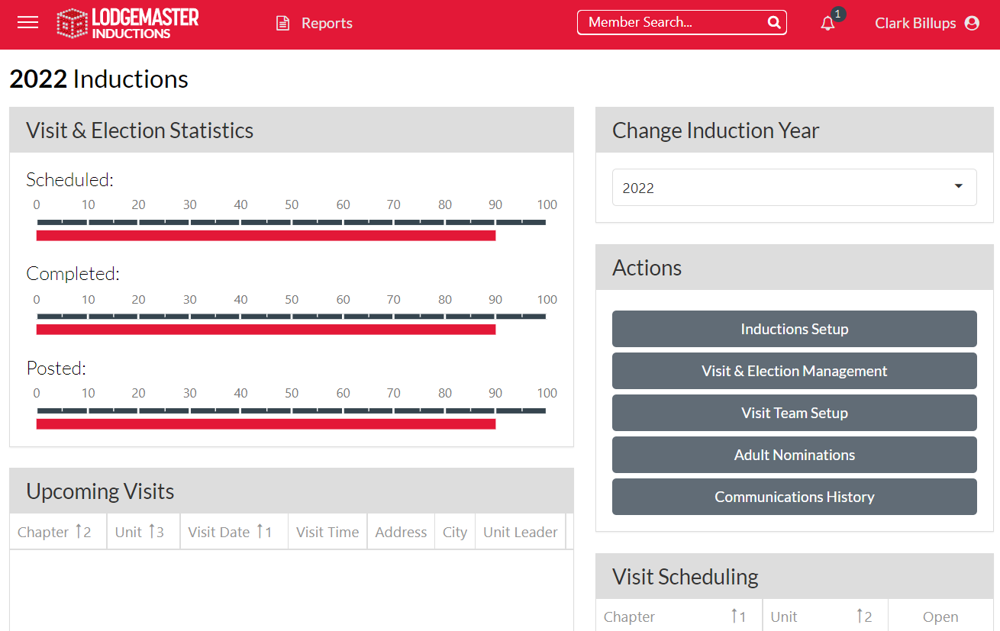 LODGEMASTER
INDUCTIONS
Reports
Member Search...
1
Clark Billups
2022 Inductions
Visit & Election Statistics
Scheduled:
0 10 20 30 40 50 60 70 80 90 100
Completed:
0 10 20 30 40 50 60 70 80 90 100
Posted:
0 10 20 30 40 50 60 70 80 90 100
Upcoming Visits
Chapter ↑2 Unit ↑3 Visit Date ↑1 Visit Time Address City Unit Leader
Change Induction Year
2022
Actions
Inductions Setup
Visit & Election Management
Visit Team Setup
Adult Nominations
Communications History
Visit Scheduling
Chapter ↑1 Unit ↑2 Open